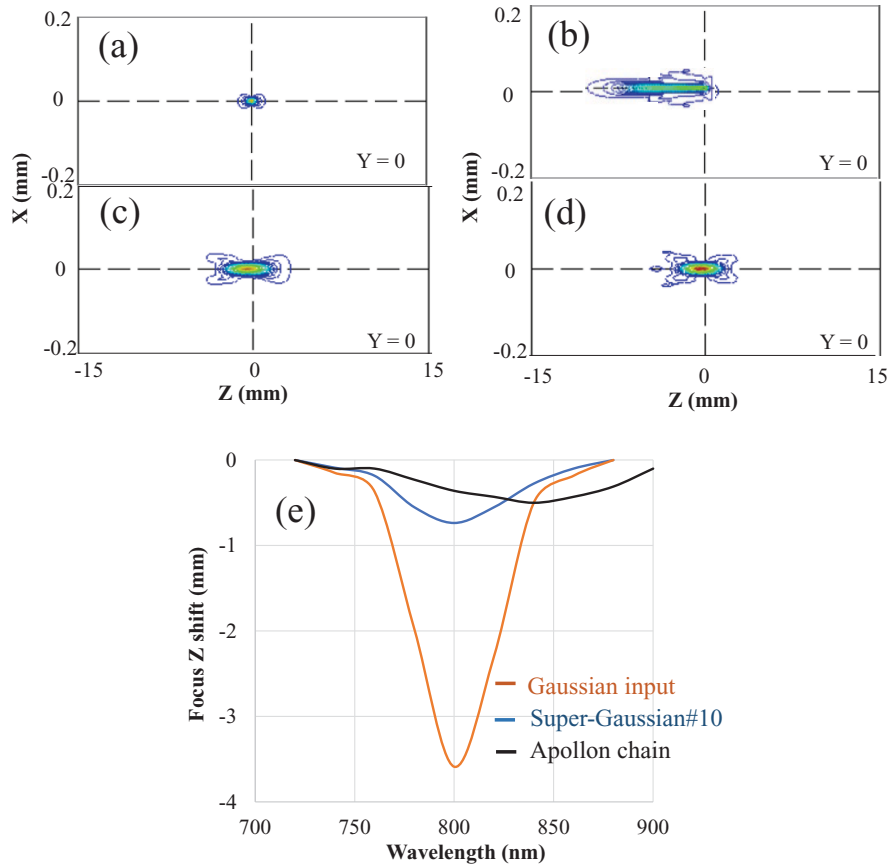 0.2
(a)
0
X (mm)
-0.2
Y = 0
0.2
(b)
0
-0.2
Y = 0
0.2
(c)
0
X (mm)
-0.2
Y = 0
-15
0
15
Z (mm)
0.2
(d)
0
-0.2
Y = 0
-15
0
15
Z (mm)
0
(e)
-1
-2
-3
-4
Focus Z shift (mm)
Gaussian input
Super-Gaussian#10
Apollon chain
700
750
800
850
900
Wavelength (nm)